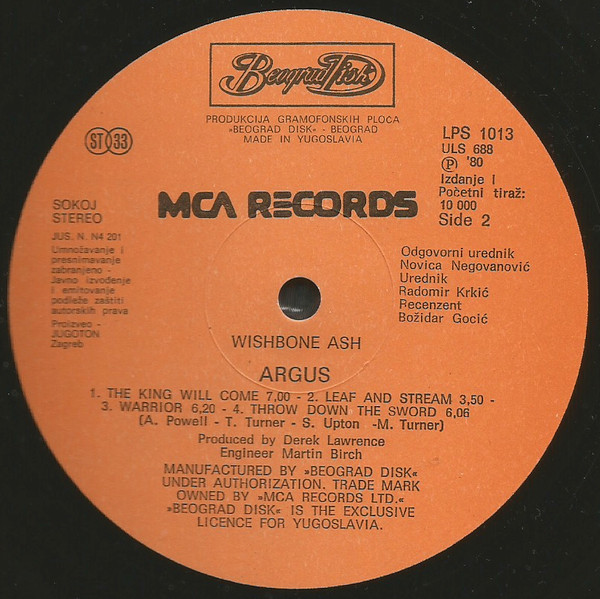 Beograd Disk
PRODUKCIJA GRAMOFONSKIH PLOČA
»BEOGRAD DISK« - BEOGRAD
MADE IN YUGOSLAVIA
ST 33
LPS 1013
ULS 688
Ⓟ '80
Izdanje I
Početni tiraž:
10 000
Side 2
SOKOJ
STEREO
MCA RECORDS
JUS. N. N4 201
Umnožavanje i
presnimavanje
zabranjeno -
Javno izvođenje
i emitovanje
podleže zaštiti
autorskih prava
Proizveo -
JUGOTON
Zagreb
Odgovorni urednik
Novica Negovanović
Urednik
Radomir Krkić
Recenzent
Božidar Gocić
WISHBONE ASH
ARGUS
1. THE KING WILL COME 7,00 - 2. LEAF AND STREAM 3,50 -
3. WARRIOR 6,20 - 4. THROW DOWN THE SWORD 6,06
(A. Powell - T. Turner - S. Upton -M. Turner)
Produced by Derek Lawrence
Engineer Martin Birch
MANUFACTURED BY »BEOGRAD DISK«
UNDER AUTHORIZATION. TRADE MARK
OWNED BY »MCA RECORDS LTD.«
»BEOGRAD DISK« IS THE EXCLUSIVE
LICENCE FOR YUGOSLAVIA.